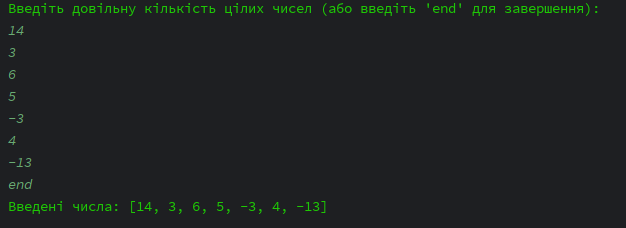 Введіть довільну кількість цілих чисел (або введіть 'end' для завершення):
14
3
6
5
-3
4
-13
end
Введені числа: [14, 3, 6, 5, -3, 4, -13]